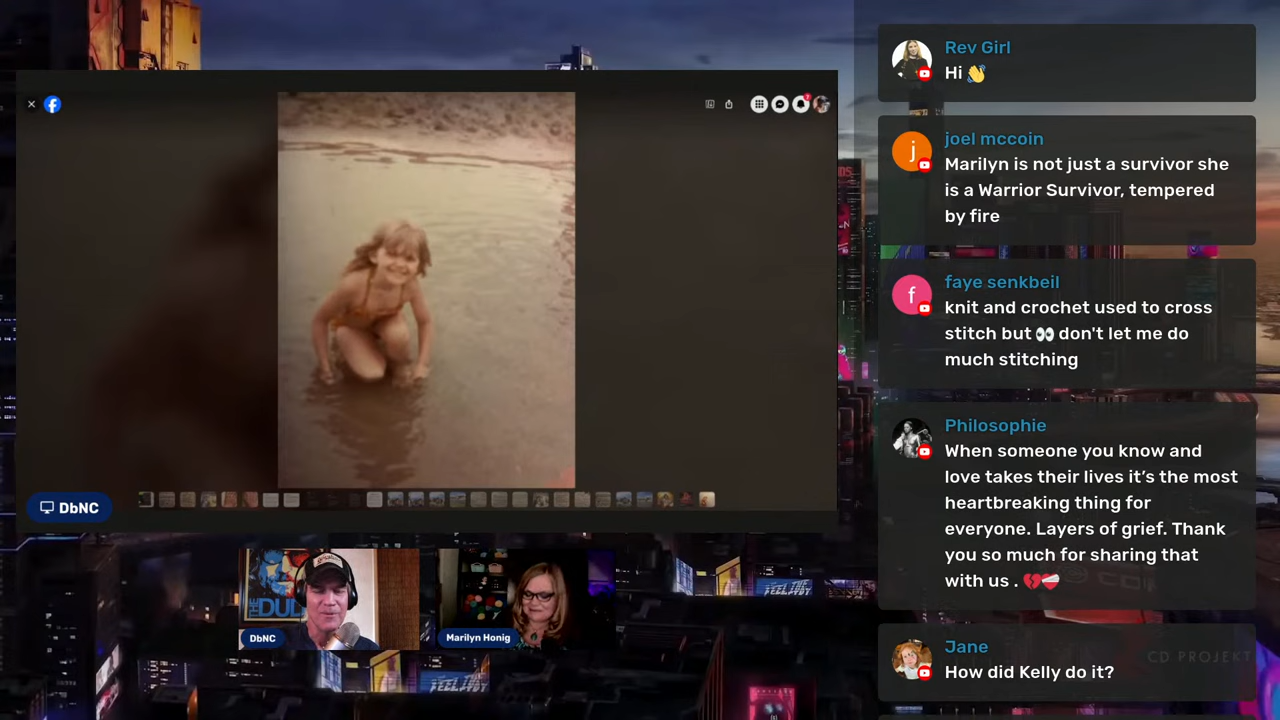 Rev Girl
Hi 👋
joel mccoin
Marilyn is not just a survivor she
is a Warrior Survivor, tempered
by fire
faye senkbeil
knit and crochet used to cross
stitch but 👀 don't let me do
much stitching
Philosophie
When someone you know and
love takes their lives it's the most
heartbreaking thing for
everyone. Layers of grief. Thank
you so much for sharing that
with us . 💔❤️‍🩹
Jane
How did Kelly do it?
CD PROJEKT
DbNC
THE
DbNC
Marilyn Honig
j
f